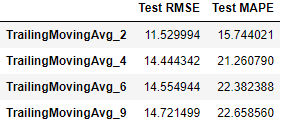 Test RMSE Test MAPE
TrailingMovingAvg_2 11.529994 15.744021
TrailingMovingAvg_4 14.444342 21.260790
TrailingMovingAvg_6 14.554944 22.382388
TrailingMovingAvg_9 14.721499 22.658560